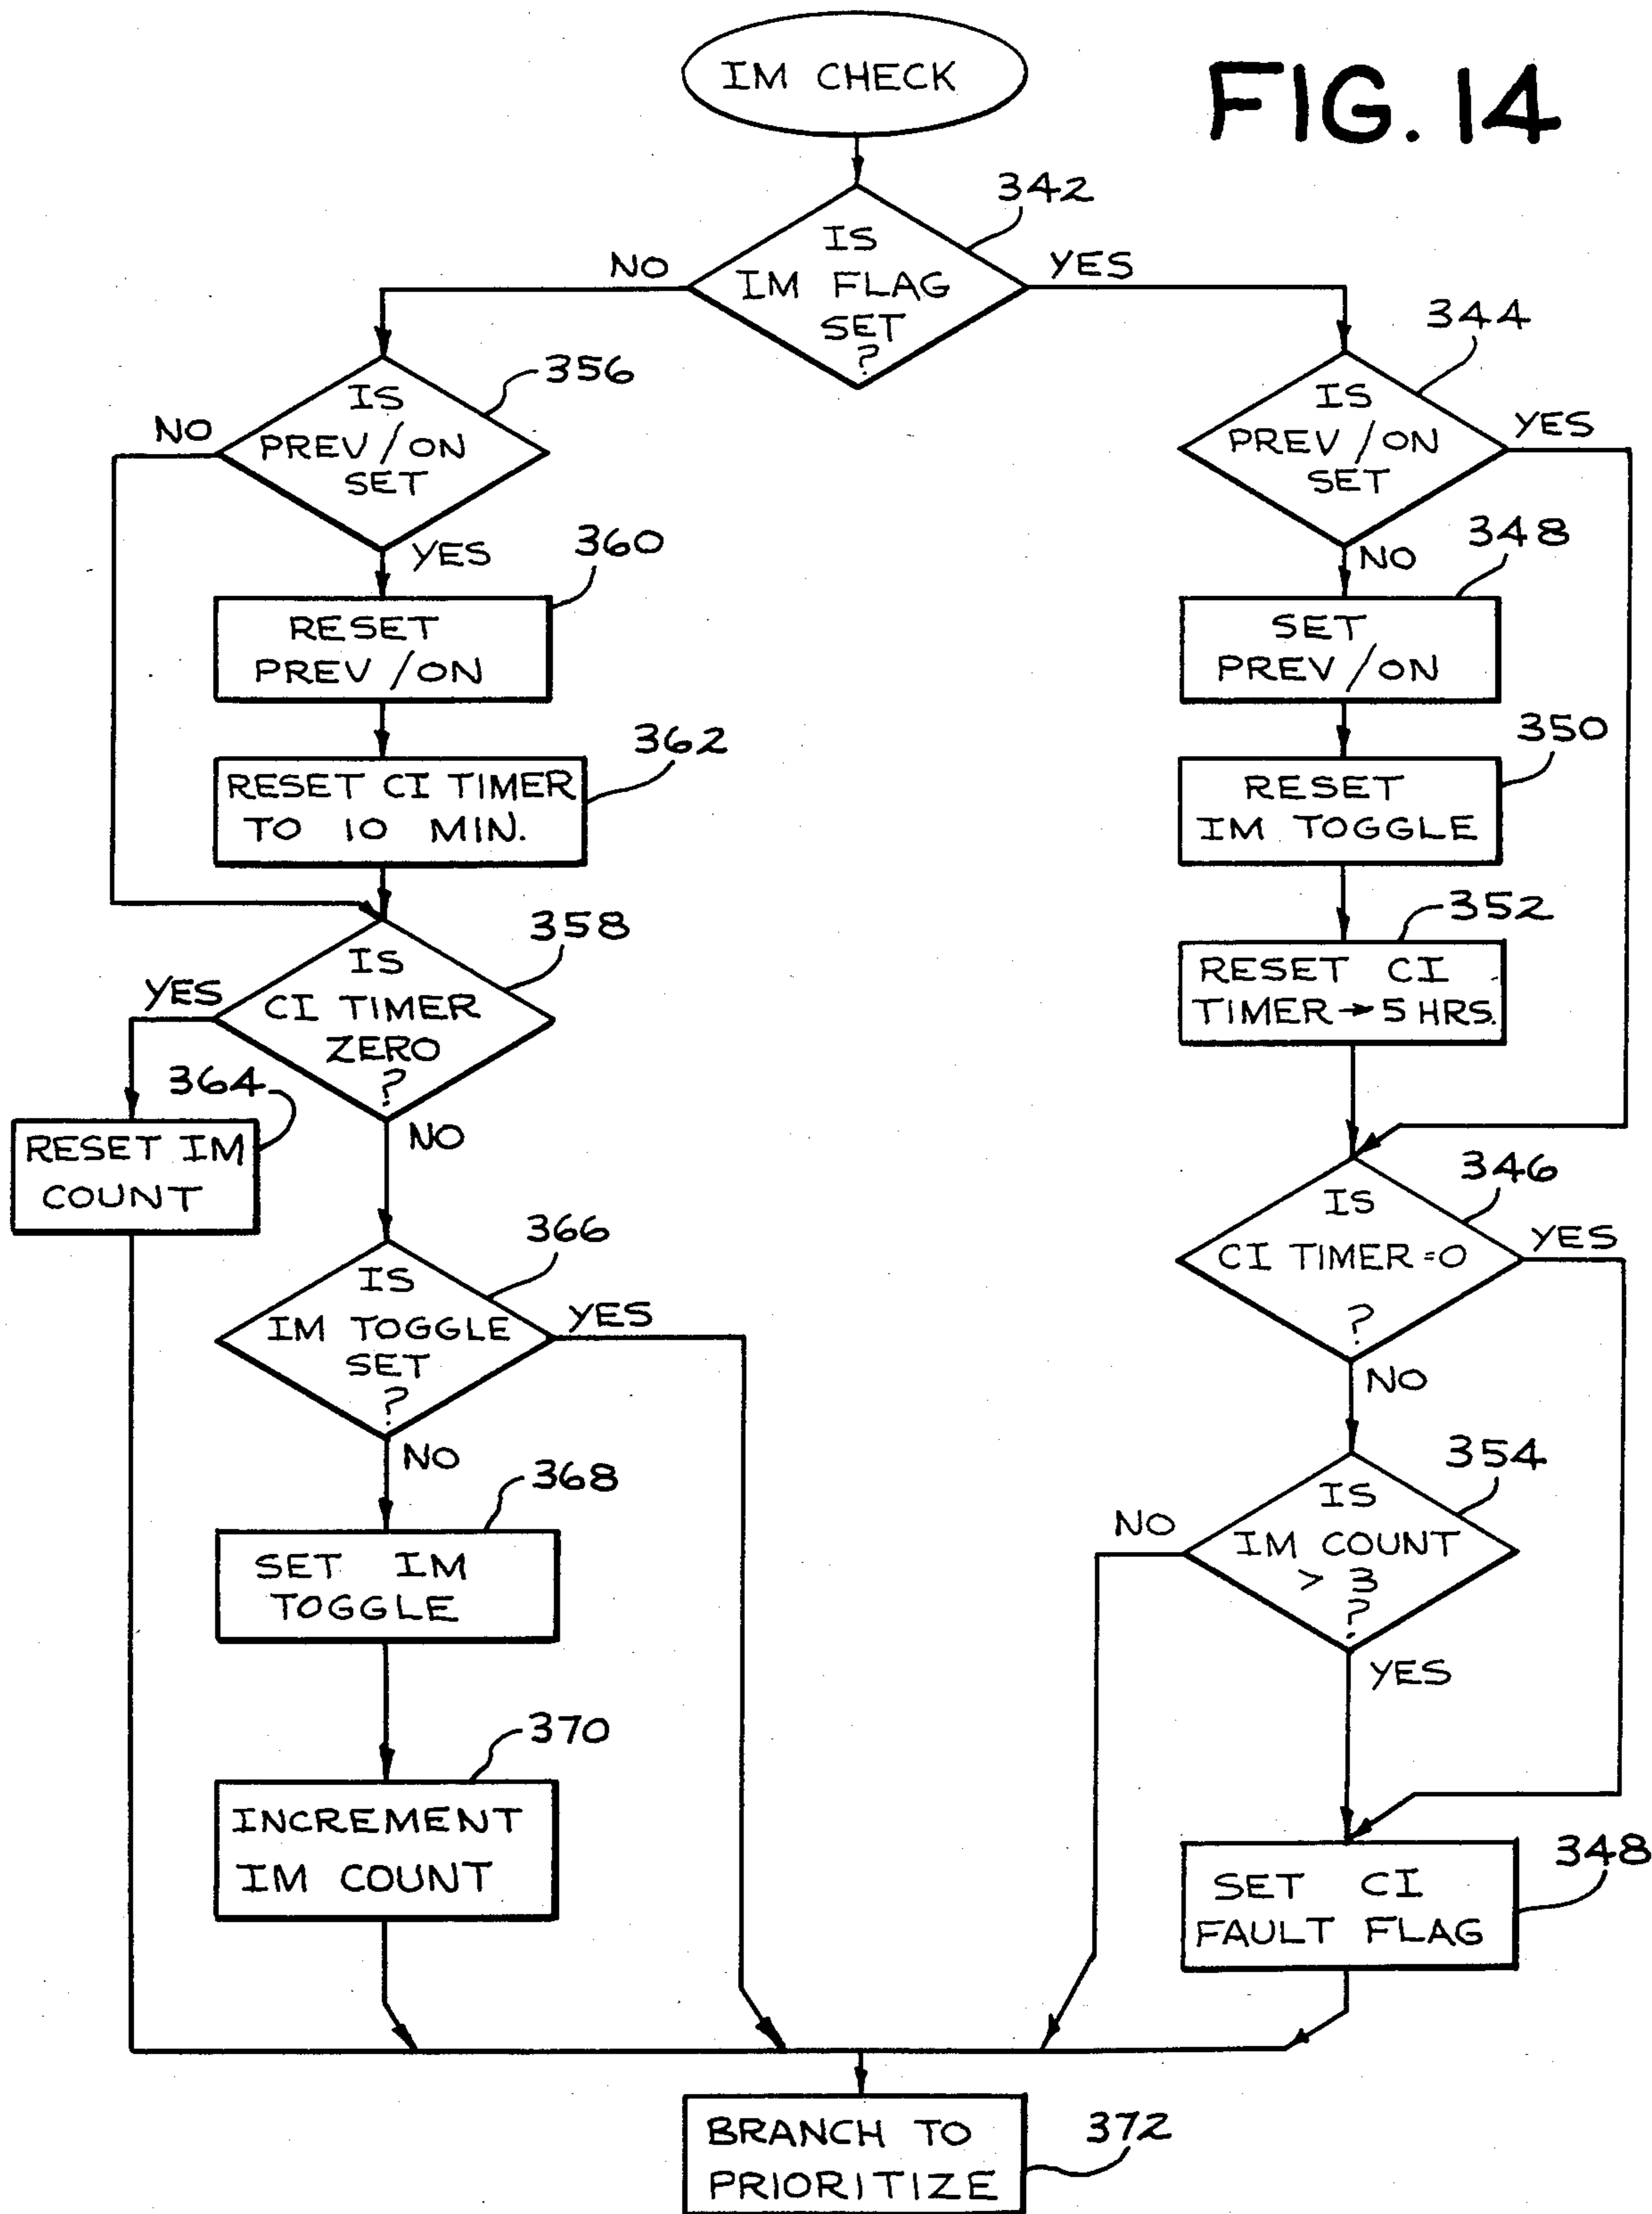 FIG. 14
IM CHECK
342
IS
IM FLAG
SET
?
NO
YES
344
356
IS
PREV/ON
SET
NO
YES
IS
PREV/ON
SET
YES
NO
360
RESET
PREV/ON
348
SET
PREV/ON
362
RESET CI TIMER
TO 10 MIN.
350
RESET
IM TOGGLE
352
RESET CI
TIMER → 5 HRS.
358
IS
CI TIMER
ZERO
?
YES
NO
364
RESET IM
COUNT
346
IS
CI TIMER = 0
?
YES
NO
366
IS
IM TOGGLE
SET
?
YES
NO
354
IS
IM COUNT
> 3
?
NO
YES
368
SET IM
TOGGLE
370
INCREMENT
IM COUNT
348
SET CI
FAULT FLAG
372
BRANCH TO
PRIORITIZE